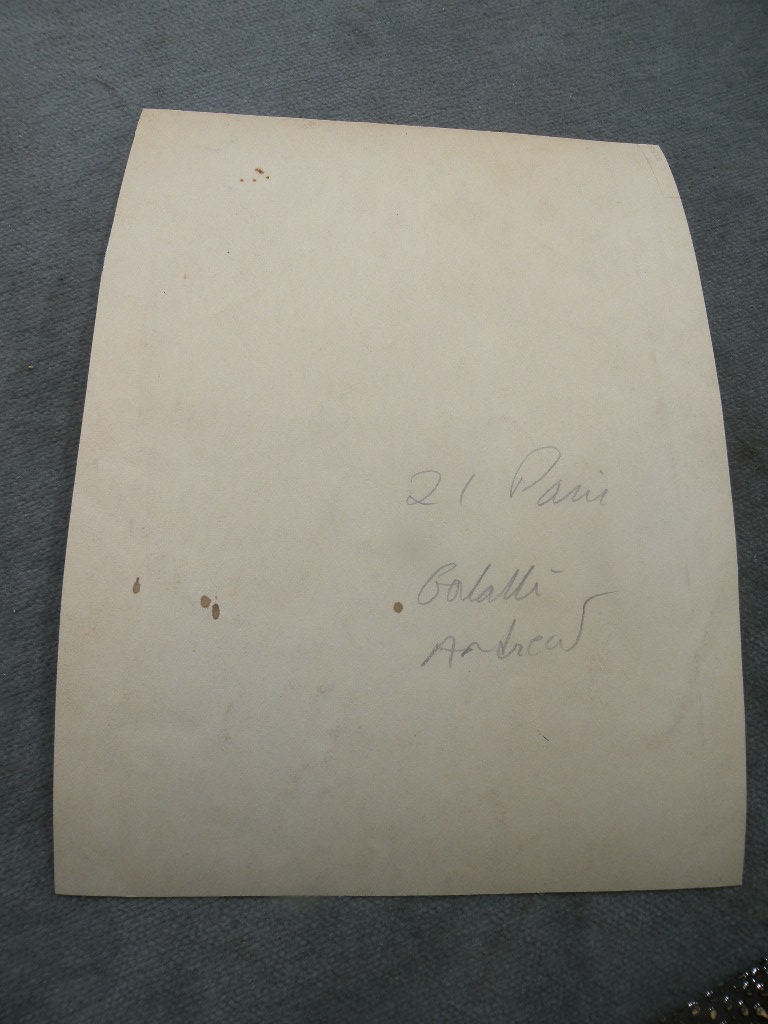 21 Paris
Galatti
Andrew